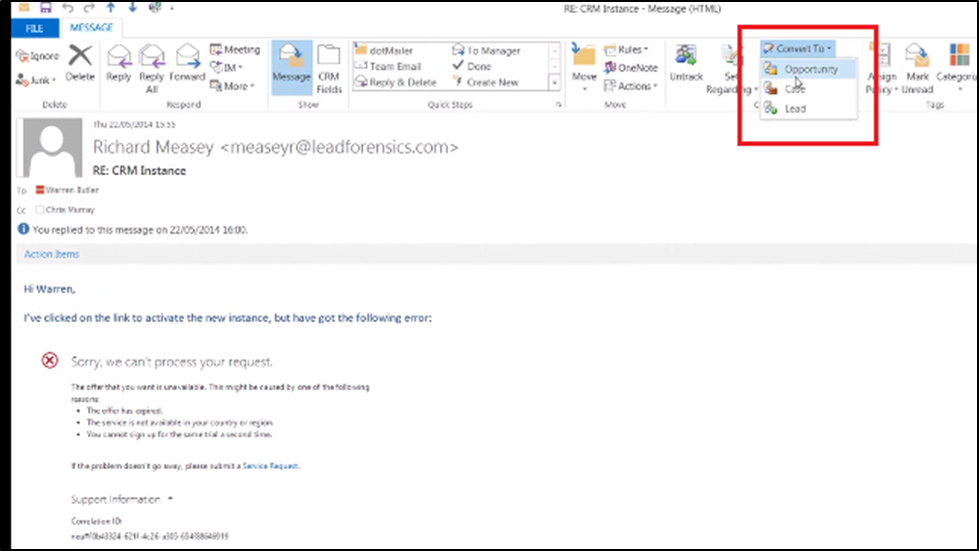 RE: CRM Instance - Message (HTML)
FILE MESSAGE
Ignore Meeting dotMailer To Manager Rules Convert To
Junk Delete Reply Reply All Forward IM More Message CRM Fields Team Email Done Reply & Delete Create New Move OneNote Actions Untrack Set Regarding Opportunity Mark Unread
Case
Lead
Delete Respond Show Quick Steps Move Tags
Thu 22/05/2014 15:55
Richard Measey <measeyr@leadforensics.com>
RE: CRM Instance
To Warren Butler
Cc Chris Murray
You replied to this message on 22/05/2014 16:00.
Action Items
Hi Warren,
I've clicked on the link to activate the new instance, but have got the following error:
Sorry, we can't process your request.
The offer that you want is unavailable. This might be caused by one of the following
reasons:
• The offer has expired.
• The service is not available in your country or region.
• You cannot sign up for the same trial a second time.
If the problem doesn't go away, please submit a Service Request.
Support Information
Correlation ID: